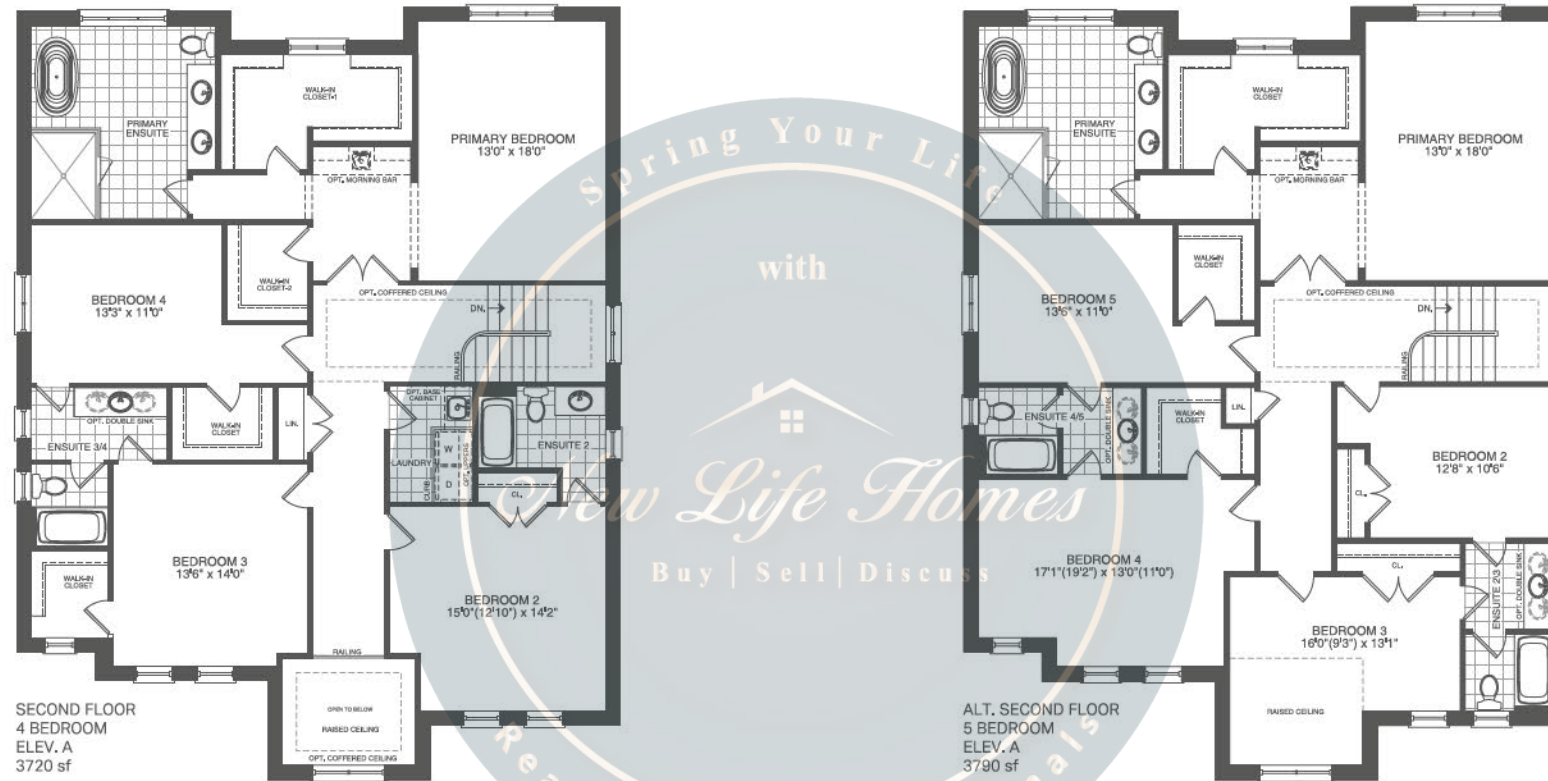 PRIMARY
ENSUITE
WALK-IN
CLOSET-1
PRIMARY BEDROOM
13'0" x 18'0"
OPT. MORNING BAR
WALK-IN
CLOSET-2
BEDROOM 4
13'3" x 11'0"
OPT. COFFERED CEILING
DN.
RAILING
OPT. DOUBLE SINK
ENSUITE 3/4
WALK-IN
CLOSET
LIN.
OPT. BASE
CABINET
LAUNDRY
W
D
CURB
OPT. UPPERS
ENSUITE 2
CL.
WALK-IN
CLOSET
BEDROOM 3
13'6" x 14'0"
BEDROOM 2
15'0"(12'10") x 14'2"
RAILING
OPEN TO BELOW
RAISED CEILING
OPT. COFFERED CEILING
SECOND FLOOR
4 BEDROOM
ELEV. A
3720 sf
Spring Your Life
with
New Life Homes
Buy | Sell | Discuss
PRIMARY
ENSUITE
WALK-IN
CLOSET
PRIMARY BEDROOM
13'0" x 18'0"
OPT. MORNING BAR
WALK-IN
CLOSET
BEDROOM 5
13'6" x 11'0"
OPT. COFFERED CEILING
DN.
RAILING
ENSUITE 4/5
OPT. DOUBLE SINK
WALK-IN
CLOSET
LIN.
BEDROOM 2
12'8" x 10'6"
CL.
BEDROOM 4
17'1"(19'2") x 13'0"(11'0")
CL.
ENSUITE 2/3
OPT. DOUBLE SINK
BEDROOM 3
16'0"(9'3") x 13'1"
RAISED CEILING
ALT. SECOND FLOOR
5 BEDROOM
ELEV. A
3790 sf